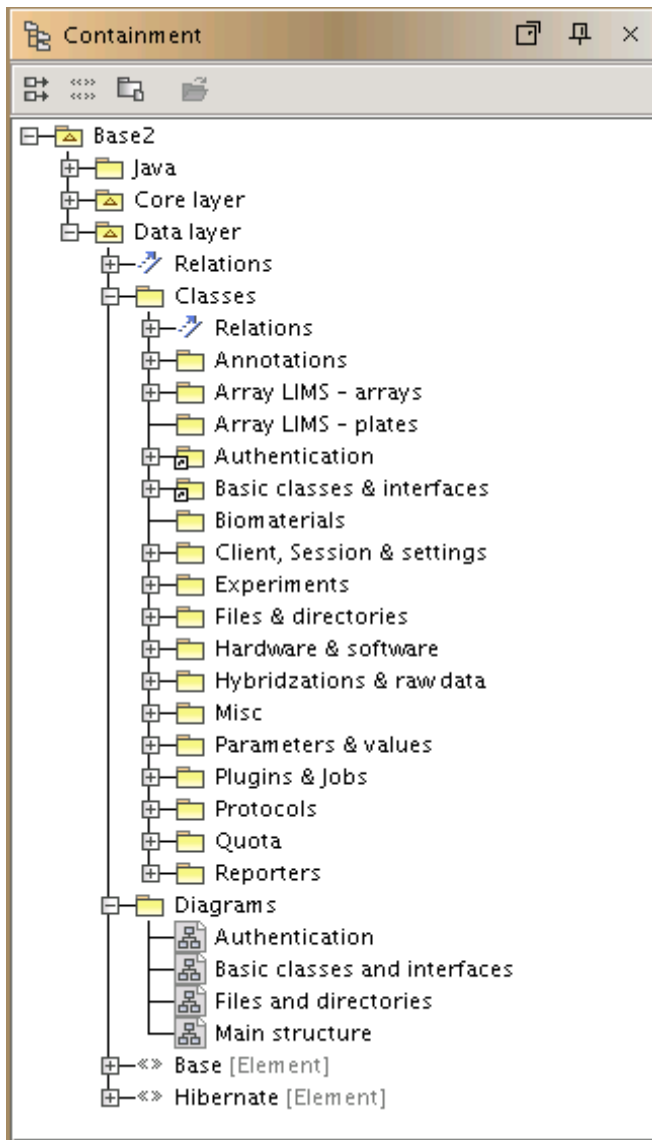 Containment
Base2
Java
Core layer
Data layer
Relations
Classes
Relations
Annotations
Array LIMS - arrays
Array LIMS - plates
Authentication
Basic classes & interfaces
Biomaterials
Client, Session & settings
Experiments
Files & directories
Hardware & software
Hybridzations & raw data
Misc
Parameters & values
Plugins & Jobs
Protocols
Quota
Reporters
Diagrams
Authentication
Basic classes and interfaces
Files and directories
Main structure
«» Base [Element]
«» Hibernate [Element]